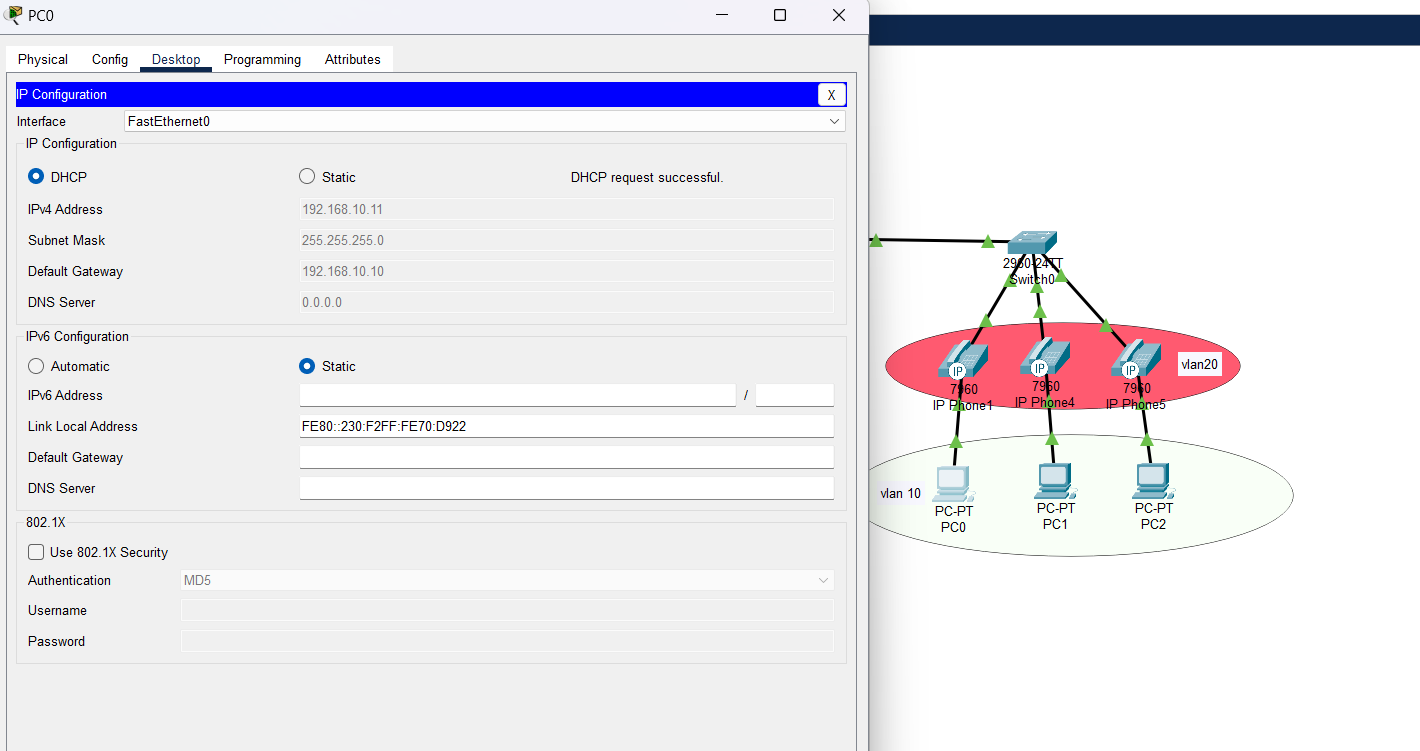 PC0
Physical Config Desktop Programming Attributes
IP Configuration X
Interface FastEthernet0
IP Configuration
DHCP Static DHCP request successful.
IPv4 Address 192.168.10.11
Subnet Mask 255.255.255.0
Default Gateway 192.168.10.10
DNS Server 0.0.0.0
IPv6 Configuration
Automatic Static
IPv6 Address /
Link Local Address FE80::230:F2FF:FE70:D922
Default Gateway
DNS Server
802.1X
Use 802.1X Security
Authentication MD5
Username
Password
2960-24TT
Switch0
IP IP IP
7960 7960 7960
IP Phone1 IP Phone4 IP Phone5
vlan20
vlan 10
PC-PT PC-PT PC-PT
PC0 PC1 PC2